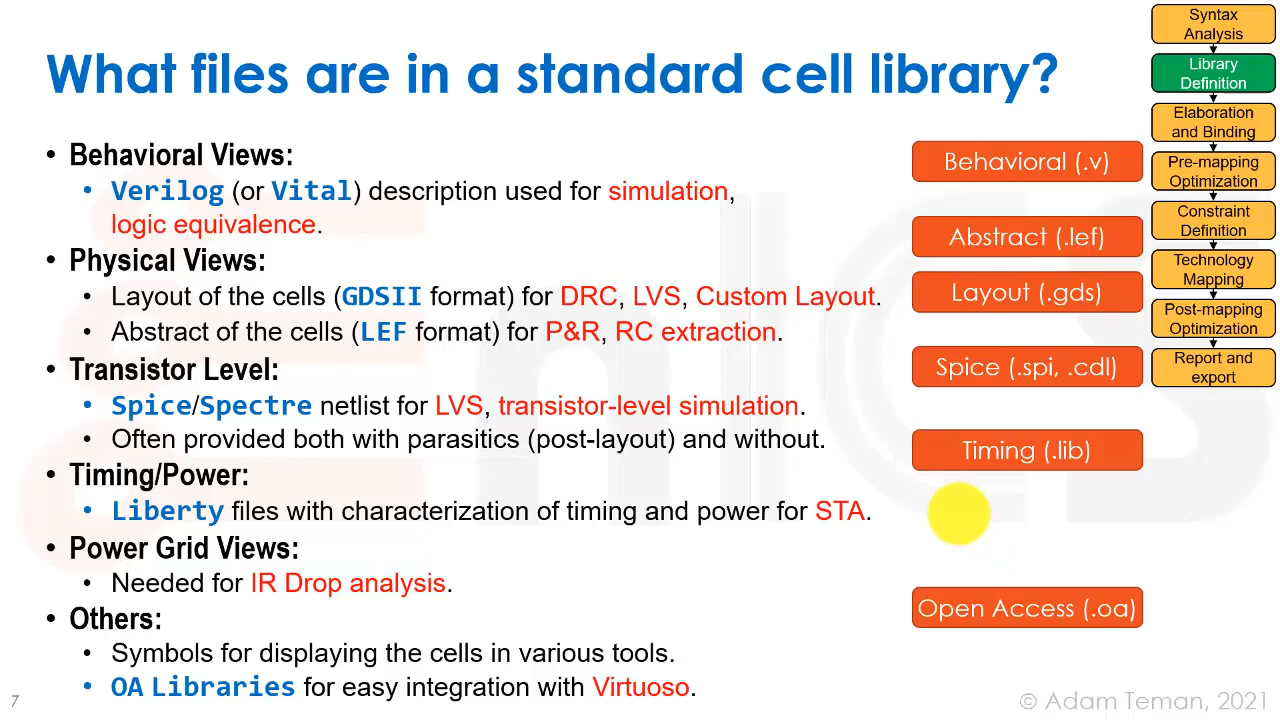 What files are in a standard cell library?
• Behavioral Views:
• Verilog (or Vital) description used for simulation,
logic equivalence.
• Physical Views:
• Layout of the cells (GDSII format) for DRC, LVS, Custom Layout.
• Abstract of the cells (LEF format) for P&R, RC extraction.
• Transistor Level:
• Spice/Spectre netlist for LVS, transistor-level simulation.
• Often provided both with parasitics (post-layout) and without.
• Timing/Power:
• Liberty files with characterization of timing and power for STA.
• Power Grid Views:
• Needed for IR Drop analysis.
• Others:
• Symbols for displaying the cells in various tools.
• OA Libraries for easy integration with Virtuoso.
Behavioral (.v)
Abstract (.lef)
Layout (.gds)
Spice (.spi, .cdl)
Timing (.lib)
Open Access (.oa)
Syntax
Analysis
Library
Definition
Elaboration
and Binding
Pre-mapping
Optimization
Constraint
Definition
Technology
Mapping
Post-mapping
Optimization
Report and
export
EnICS
7
© Adam Teman, 2021